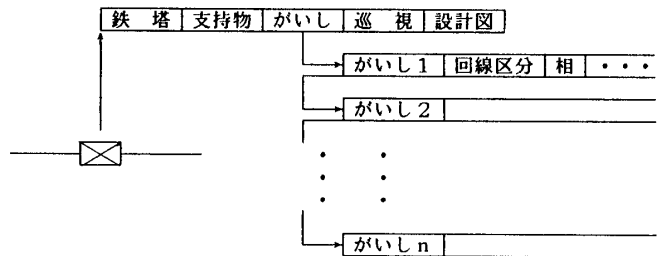 鉄塔 支持物 がいし 巡視 設計図
がいし1 回線区分 相 ・・・
がいし2
がいしn